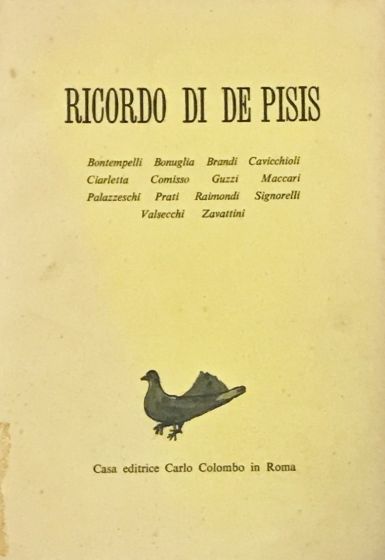 RICORDO DI DE PISIS
Bontempelli Bonuglia Brandi Cavicchioli
Ciarletta Comisso Guzzi Maccari
Palazzeschi Prati Raimondi Signorelli
Valsecchi Zavattini
Casa editrice Carlo Colombo in Roma